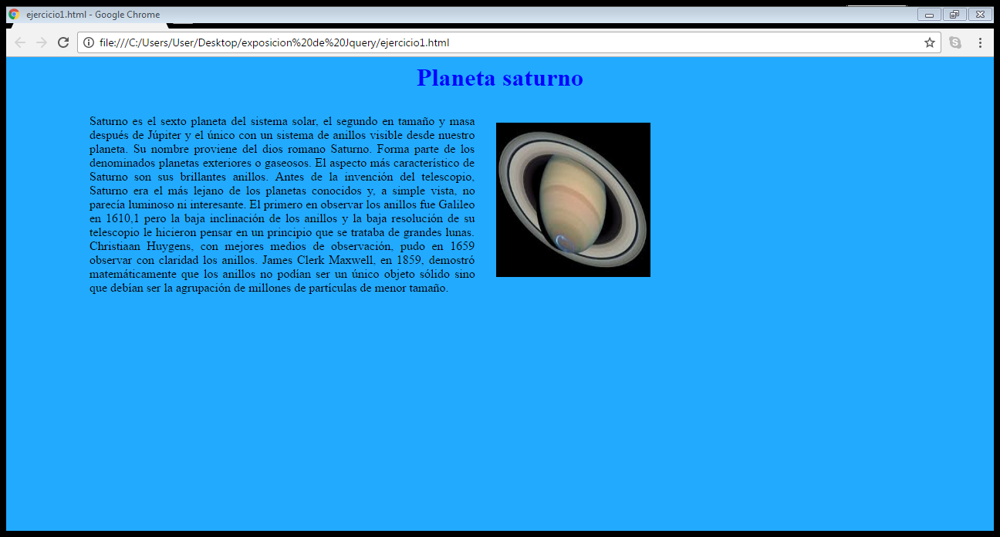 ejercicio1.html - Google Chrome
file:///C:/Users/User/Desktop/exposicion%20de%20Jquery/ejercicio1.html
Planeta saturno
Saturno es el sexto planeta del sistema solar, el segundo en tamaño y masa
después de Júpiter y el único con un sistema de anillos visible desde nuestro
planeta. Su nombre proviene del dios romano Saturno. Forma parte de los
denominados planetas exteriores o gaseosos. El aspecto más característico de
Saturno son sus brillantes anillos. Antes de la invención del telescopio,
Saturno era el más lejano de los planetas conocidos y, a simple vista, no
parecía luminoso ni interesante. El primero en observar los anillos fue Galileo
en 1610,1 pero la baja inclinación de los anillos y la baja resolución de su
telescopio le hicieron pensar en un principio que se trataba de grandes lunas.
Christiaan Huygens, con mejores medios de observación, pudo en 1659
observar con claridad los anillos. James Clerk Maxwell, en 1859, demostró
matemáticamente que los anillos no podían ser un único objeto sólido sino
que debían ser la agrupación de millones de partículas de menor tamaño.